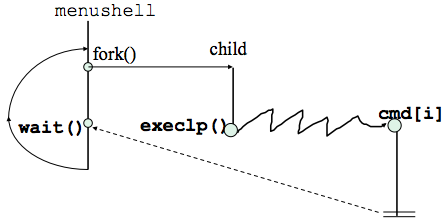 menushell
fork()
child
wait()
execlp()
cmd[i]